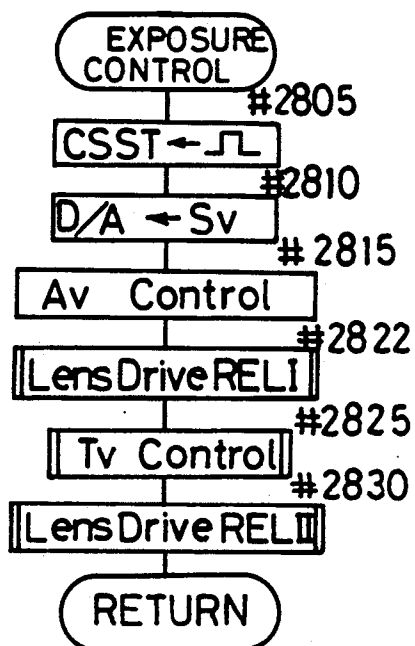 EXPOSURE
CONTROL
#2805
CSST ← ⎍
#2810
D/A ← Sv
#2815
Av Control
#2822
Lens Drive REL I
#2825
Tv Control
#2830
Lens Drive REL III
RETURN